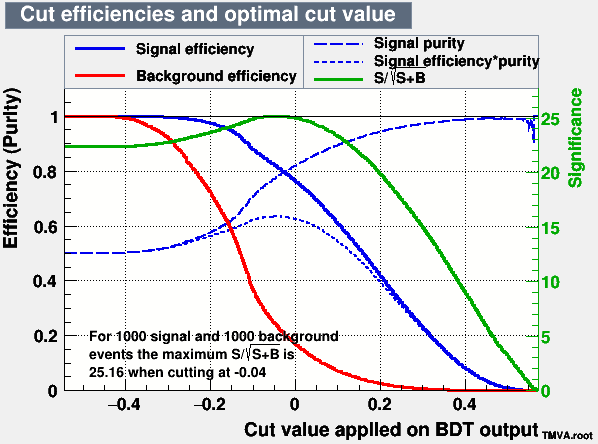 Cut efficiencies and optimal cut value
Signal efficiency
Background efficiency
Signal purity
Signal efficiency*purity
S/√S+B
Efficiency (Purity)
1
0.8
0.6
0.4
0.2
0
25
20
15
10
5
0
Significance
For 1000 signal and 1000 background
events the maximum S/√S+B is
25.16 when cutting at -0.04
−0.4 −0.2 0 0.2 0.4
Cut value applied on BDT output
TMVA.root